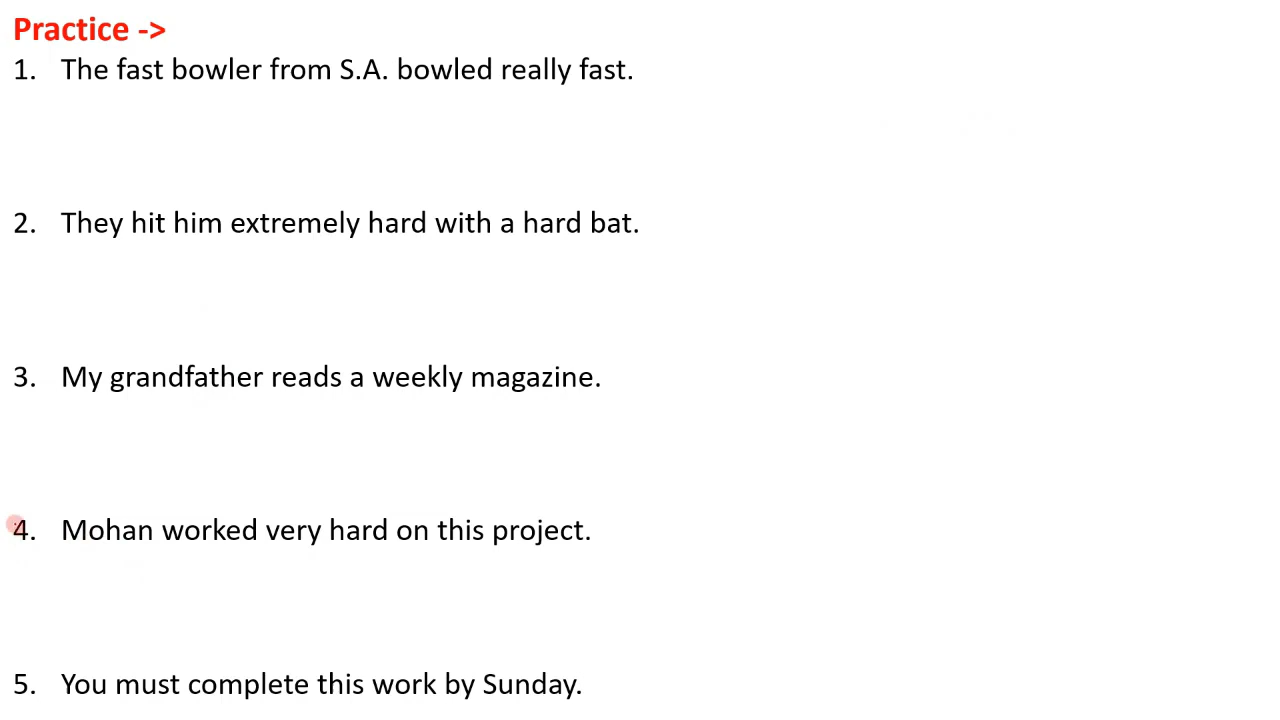 Practice ->
1. The fast bowler from S.A. bowled really fast.
2. They hit him extremely hard with a hard bat.
3. My grandfather reads a weekly magazine.
4. Mohan worked very hard on this project.
5. You must complete this work by Sunday.